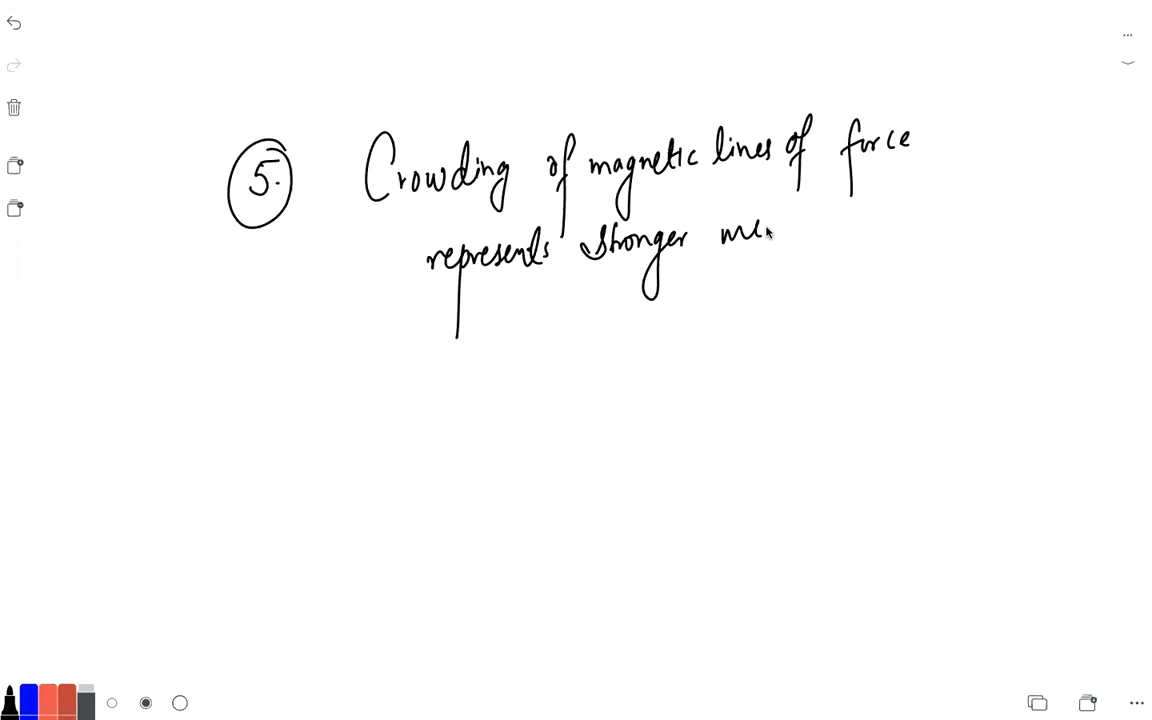 5. Crowding of magnetic lines of force
represents stronger